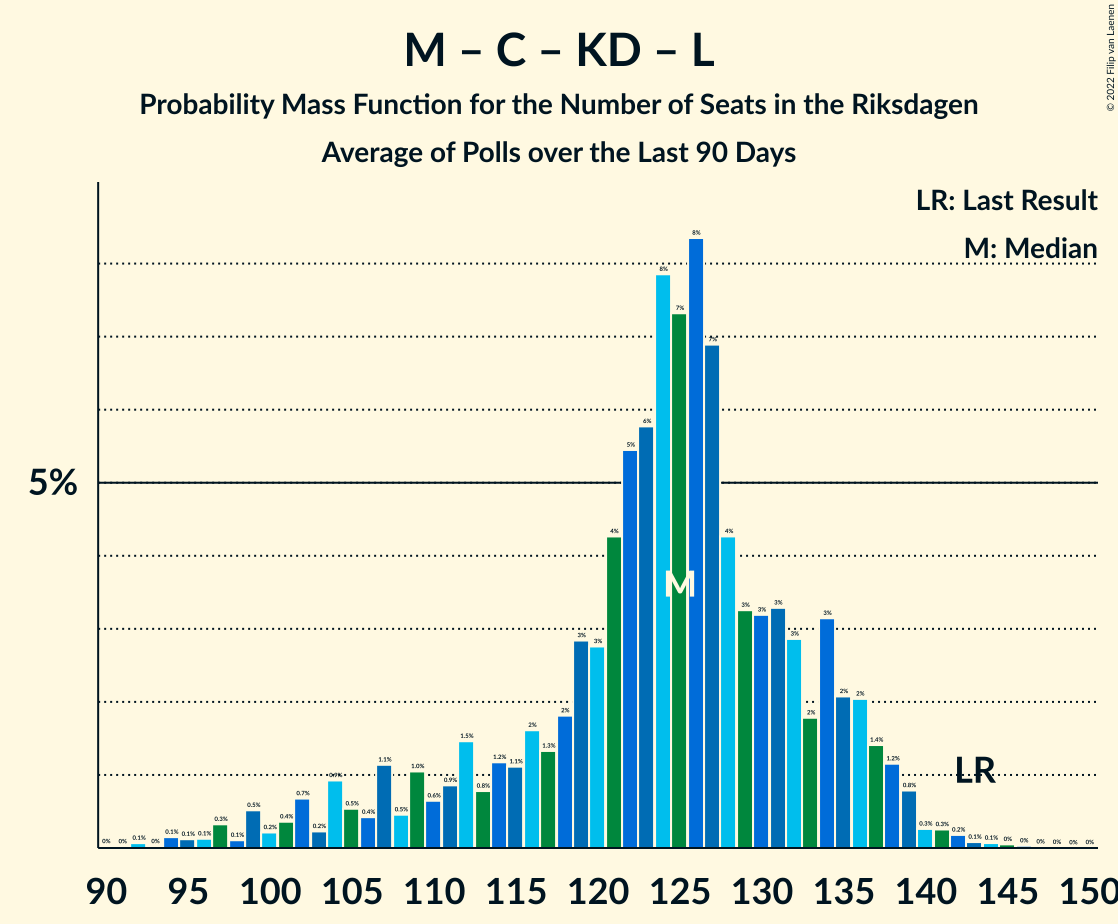 M – C – KD – L
Probability Mass Function for the Number of Seats in the Riksdagen
Average of Polls over the Last 90 Days
© 2022 Filip van Laenen
LR: Last Result
M: Median
5%
0% 0% 0.1% 0% 0.1% 0.1% 0.1% 0.3% 0.1% 0.5% 0.2% 0.4% 0.7% 0.2% 0.9% 0.5% 0.4% 1.1% 0.5% 1.0% 0.6% 0.9% 1.5% 0.8% 1.2% 1.1% 2% 1.3% 2% 3% 3% 4% 5% 6% 8% 7% 8% 7% 4% 3% 3% 3% 3% 2% 3% 2% 2% 1.4% 1.2% 0.8% 0.3% 0.3% 0.2% 0.1% 0.1% 0% 0% 0% 0% 0% 0%
M
LR
90 95 100 105 110 115 120 125 130 135 140 145 150